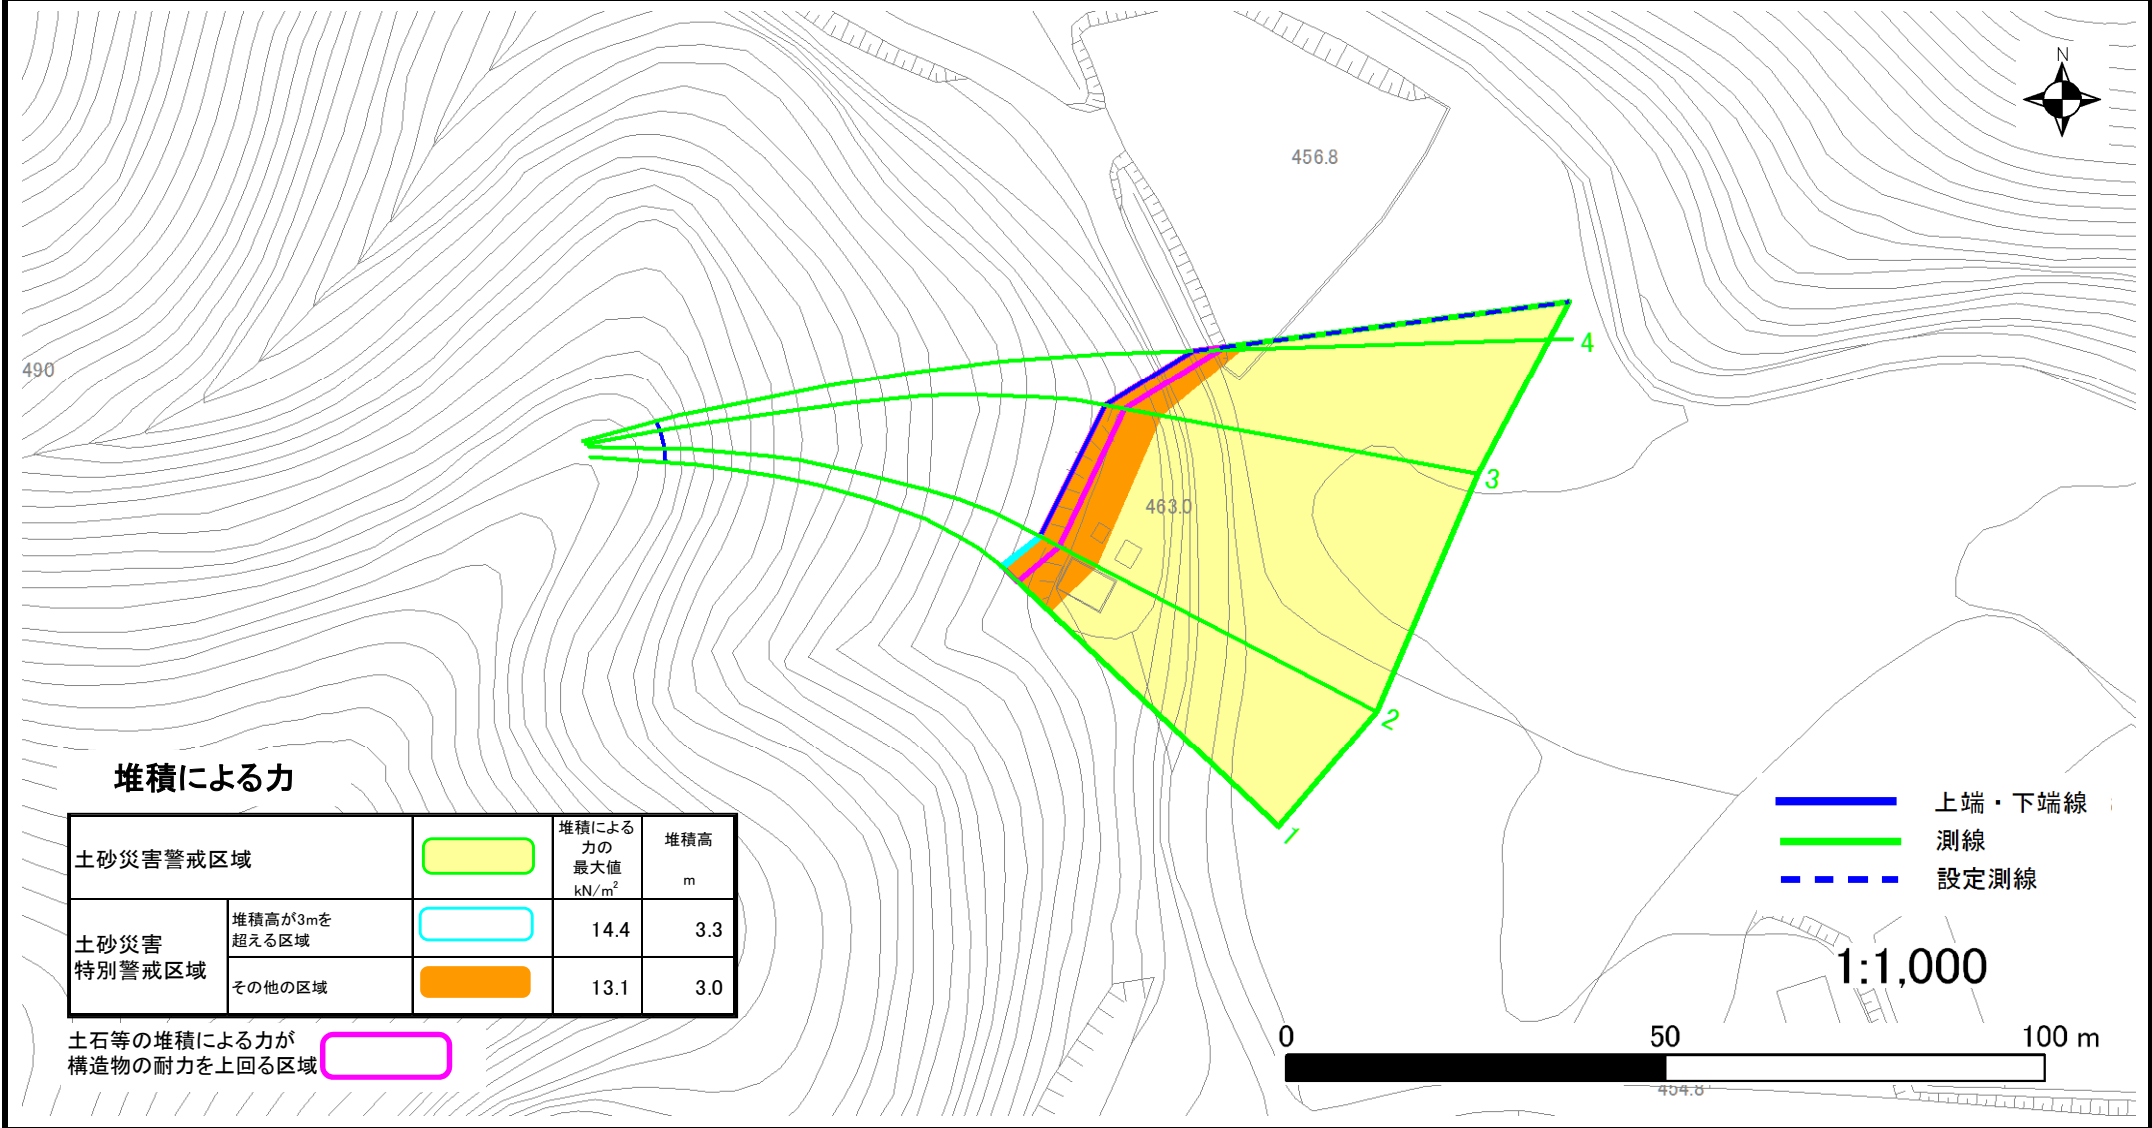 N
456.8
490
4
3
463.0
2
1
堆積による力
土砂災害警戒区域
堆積による
力の
最大値
kN/m²
堆積高
m
土砂災害
特別警戒区域
堆積高が3mを
超える区域
14.4
3.3
その他の区域
13.1
3.0
土石等の堆積による力が
構造物の耐力を上回る区域
上端・下端線
測線
設定測線
1:1,000
0
50
100 m
454.8